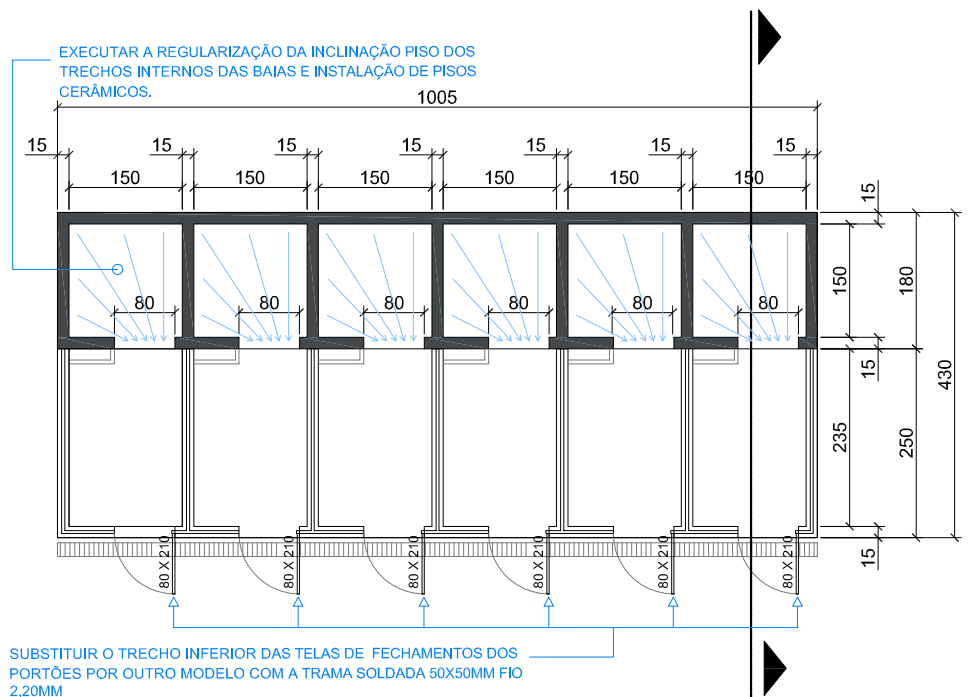 EXECUTAR A REGULARIZAÇÃO DA INCLINAÇÃO PISO DOS
TRECHOS INTERNOS DAS BAIAS E INSTALAÇÃO DE PISOS
CERÂMICOS.
1005
15 15 15 15 15 15 15
150 150 150 150 150 150
15
80 80 80 80 80 80
150
180
15
430
235
250
15
80 X 210 80 X 210 80 X 210 80 X 210 80 X 210 80 X 210
SUBSTITUIR O TRECHO INFERIOR DAS TELAS DE FECHAMENTOS DOS
PORTÕES POR OUTRO MODELO COM A TRAMA SOLDADA 50X50MM FIO
2,20MM